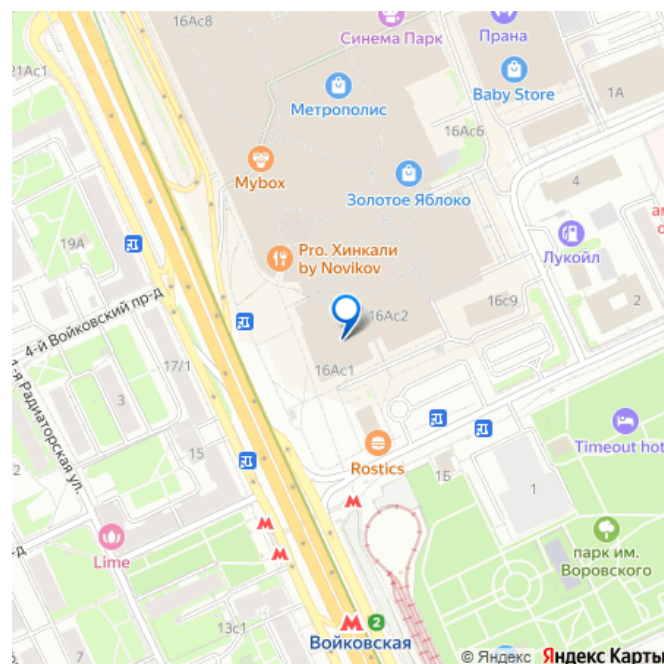 16Ас8
Синема Парк
Прана
21Ас1
Метрополис
Baby Store
1А
16Ас6
Mybox
Золотое Яблоко
4
19А
Pro. Хинкали
by Novikov
Лукойл
16с9
2
4-й Войковский пр-д
16Ас2
17/1
16Ас1
3
1-я Радиаторская ул.
15
Rostics
Timeout hot
1Б
1
Lime
парк им.
Воровского
13с1
2
Войковская
7
© Яндекс Яндекс Карты